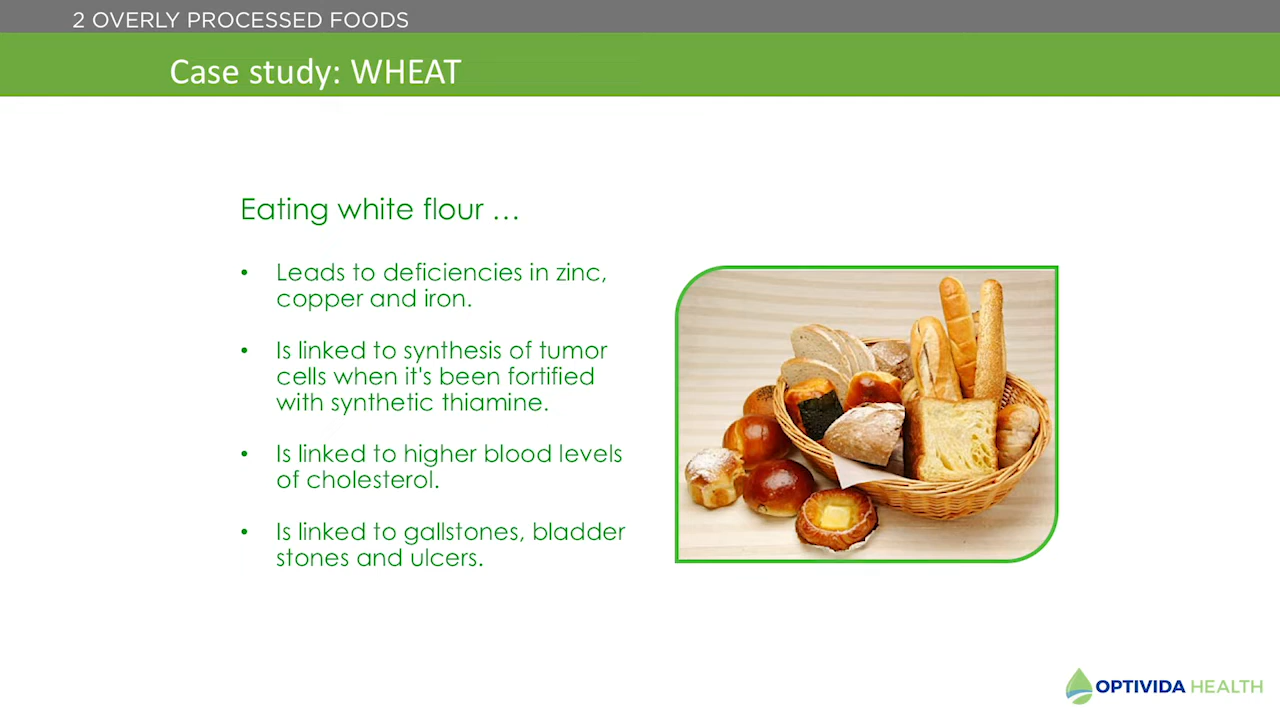 2 OVERLY PROCESSED FOODS
Case study: WHEAT
Eating white flour …
• Leads to deficiencies in zinc,
copper and iron.
• Is linked to synthesis of tumor
cells when it's been fortified
with synthetic thiamine.
• Is linked to higher blood levels
of cholesterol.
• Is linked to gallstones, bladder
stones and ulcers.
OPTIVIDA HEALTH